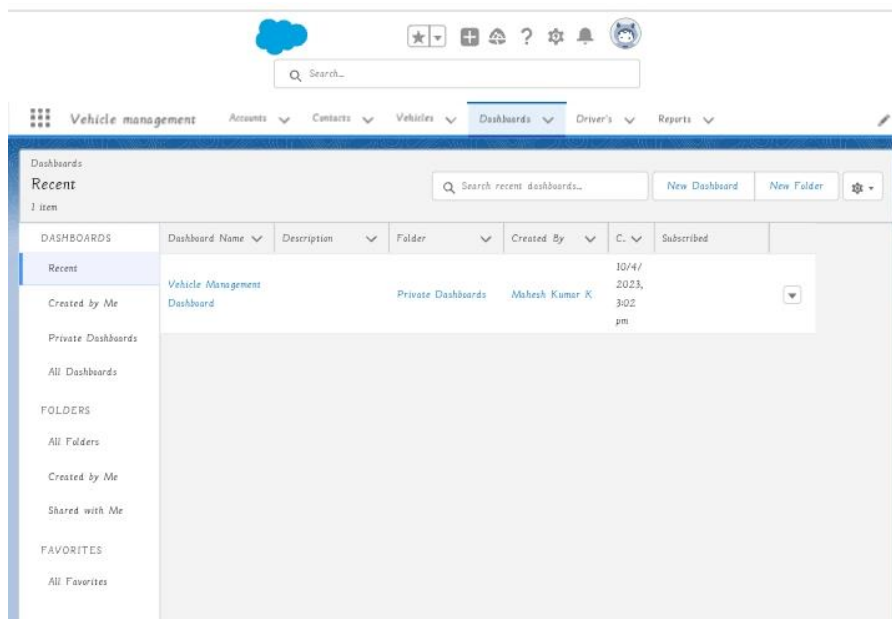 Search...
Vehicle management Accounts Contacts Vehicles Dashboards Driver's Reports
Dashboards
Recent
1 item
Search recent dashboards...
New Dashboard
New Folder
DASHBOARDS
Dashboard Name Description Folder Created By C. Subscribed
Recent
Created by Me
Private Dashboards
All Dashboards
FOLDERS
All Folders
Created by Me
Shared with Me
FAVORITES
All Favorites
Vehicle Management
Dashboard
Private Dashboards
Mahesh Kumar K
10/4/
2023,
3:02
pm